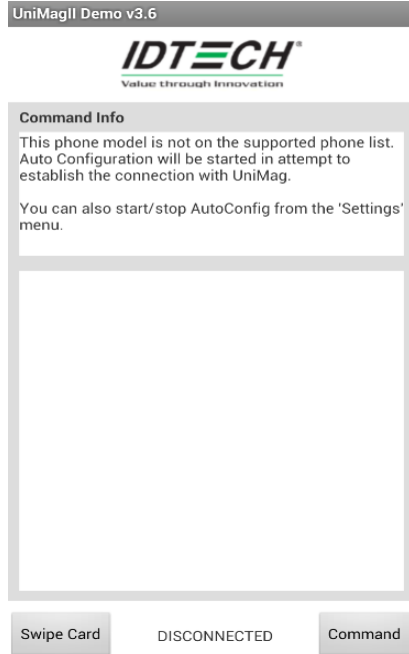 UniMagII Demo v3.6
IDTECH®
Value through Innovation
Command Info
This phone model is not on the supported phone list.
Auto Configuration will be started in attempt to
establish the connection with UniMag.
You can also start/stop AutoConfig from the 'Settings'
menu.
Swipe Card
DISCONNECTED
Command